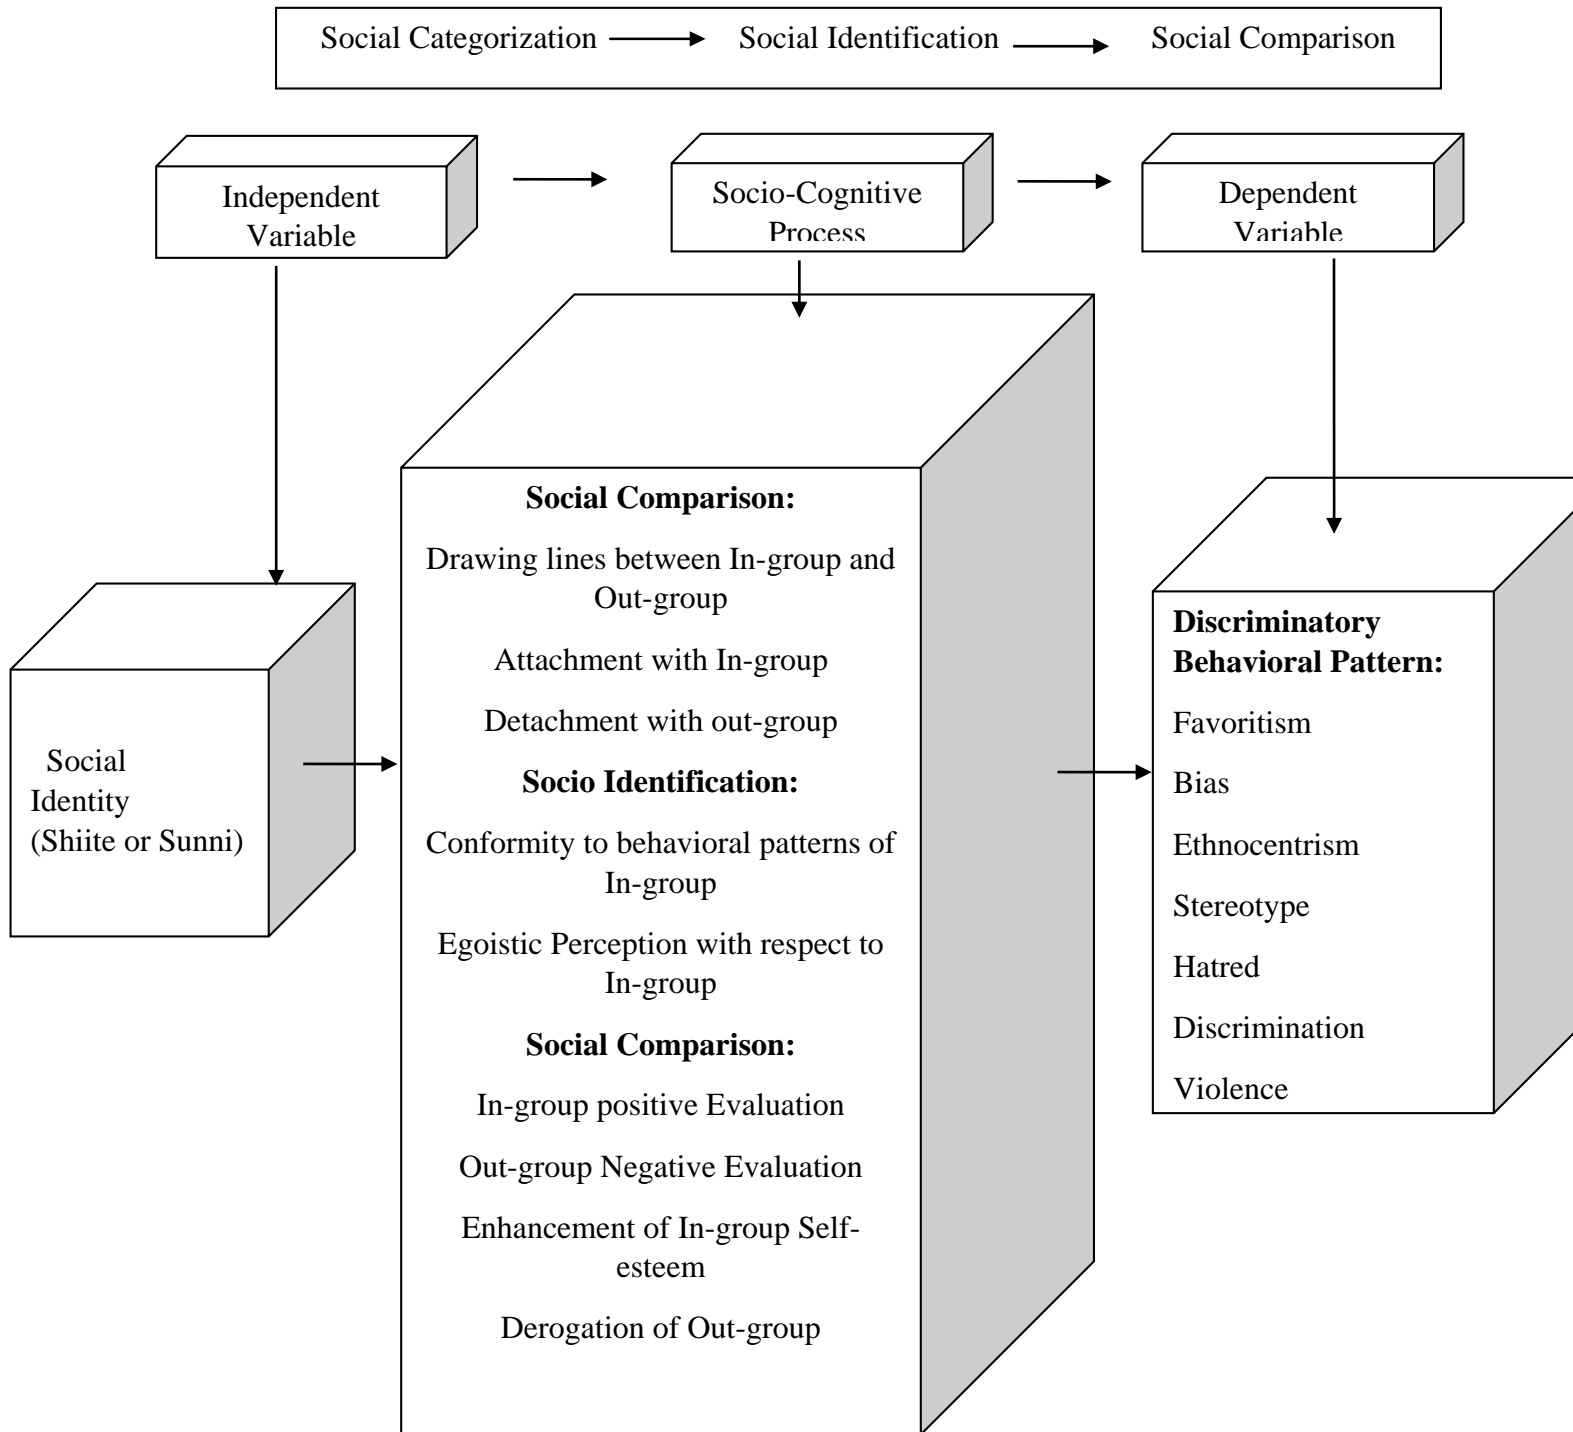 Social Categorization Social Identification Social Comparison
Independent
Variable
Socio-Cognitive
Process
Dependent
Variable
Social
Identity
(Shiite or Sunni)
Social Comparison:
Drawing lines between In-group and
Out-group
Attachment with In-group
Detachment with out-group
Socio Identification:
Conformity to behavioral patterns of
In-group
Egoistic Perception with respect to
In-group
Social Comparison:
In-group positive Evaluation
Out-group Negative Evaluation
Enhancement of In-group Self-
esteem
Derogation of Out-group
Discriminatory
Behavioral Pattern:
Favoritism
Bias
Ethnocentrism
Stereotype
Hatred
Discrimination
Violence